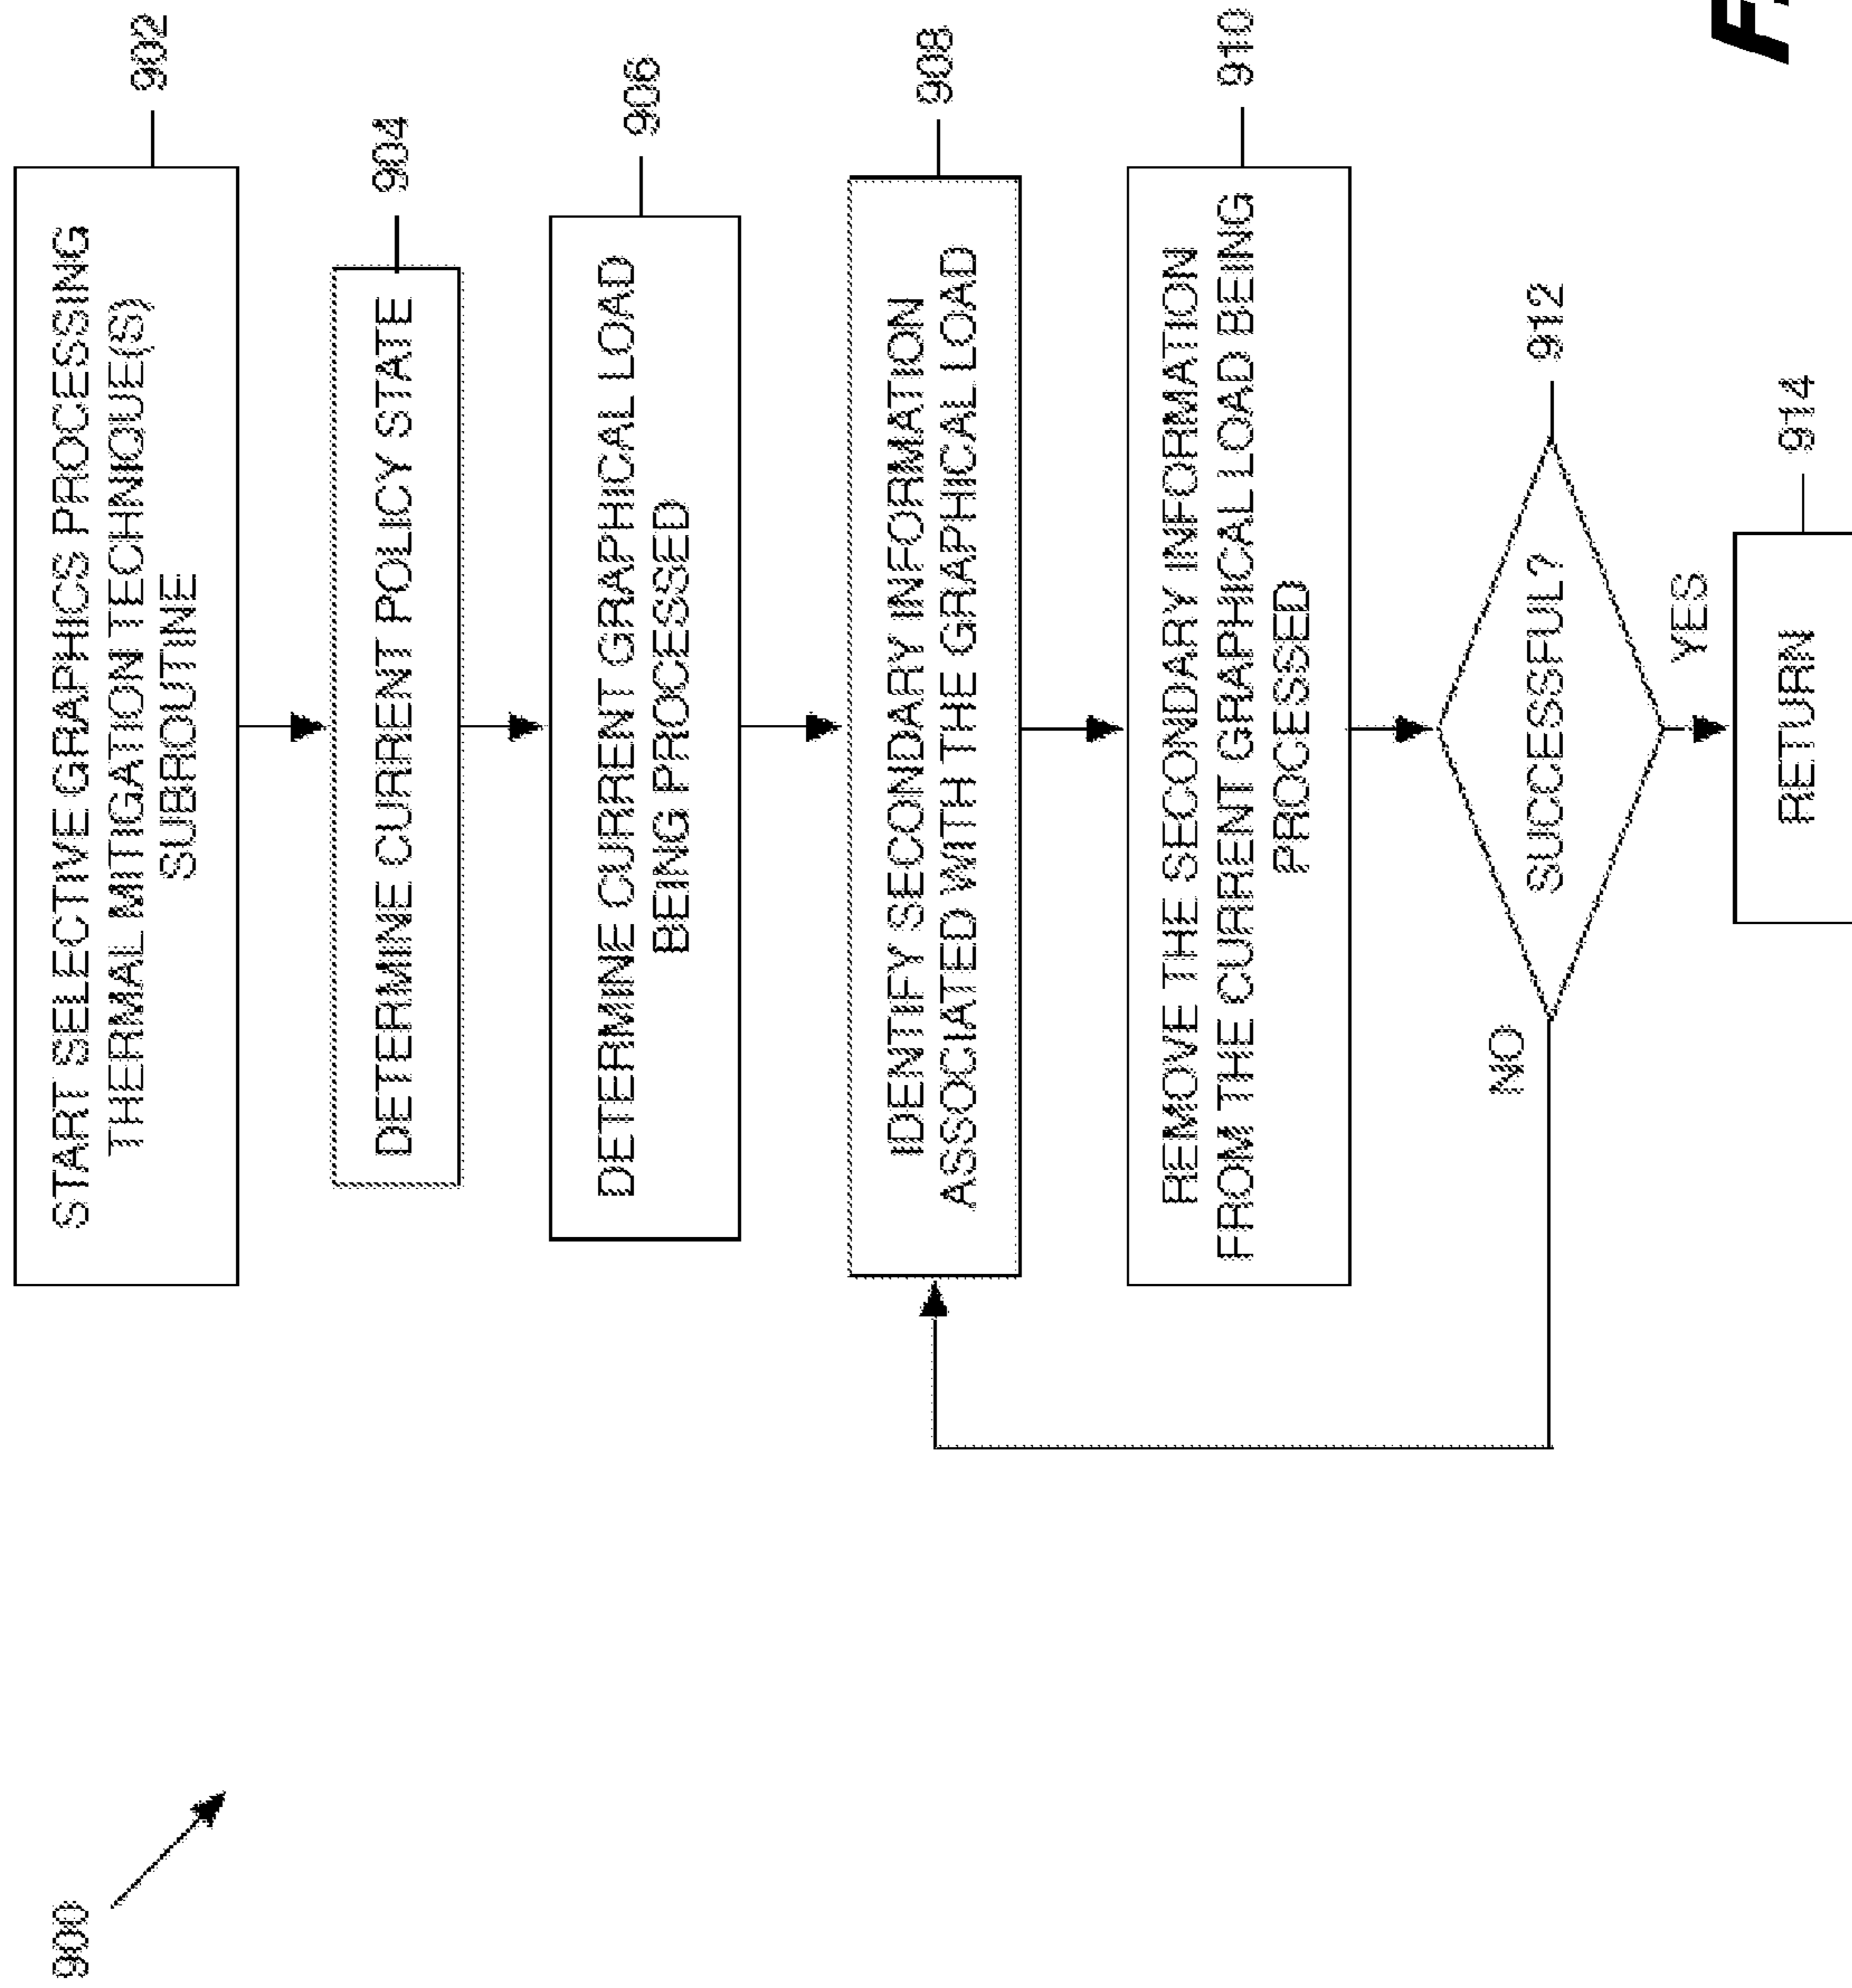 900
START SELECTIVE GRAPHICS PROCESSING
THERMAL MITIGATION TECHNIQUE(S)
SUBROUTINE
902
DETERMINE CURRENT POLICY STATE
904
DETERMINE CURRENT GRAPHICAL LOAD
BEING PROCESSED
906
IDENTIFY SECONDARY INFORMATION
ASSOCIATED WITH THE GRAPHICAL LOAD
908
REMOVE THE SECONDARY INFORMATION
FROM THE CURRENT GRAPHICAL LOAD BEING
PROCESSED
910
NO
SUCCESSFUL?
912
YES
RETURN
914